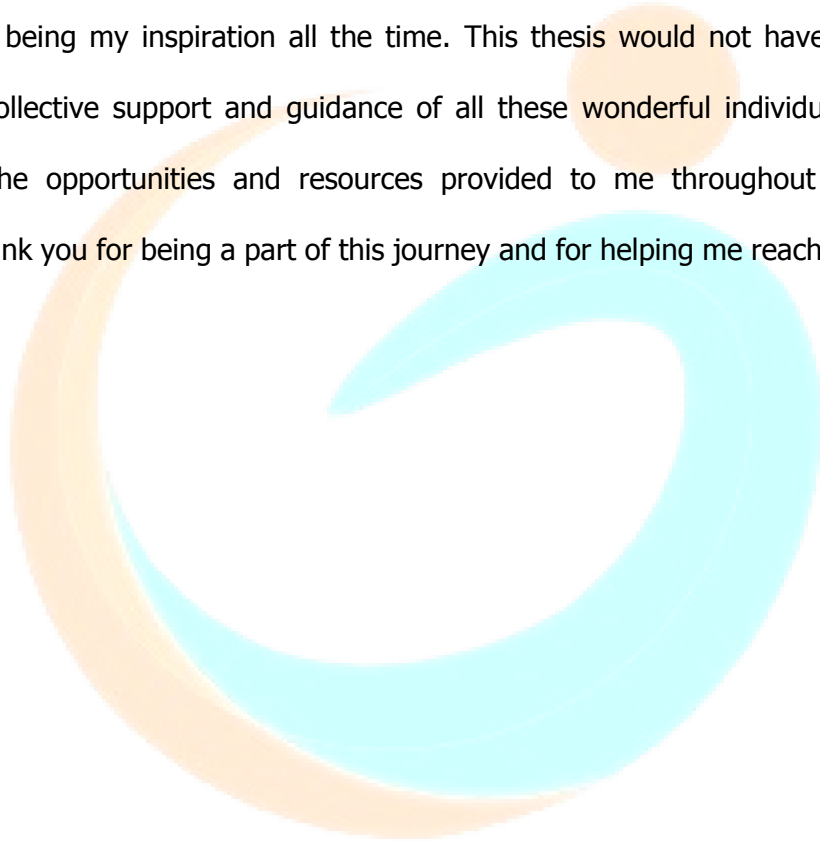 being my inspiration all the time. This thesis would not have
ollective support and guidance of all these wonderful individu
he opportunities and resources provided to me throughout
nk you for being a part of this journey and for helping me reach